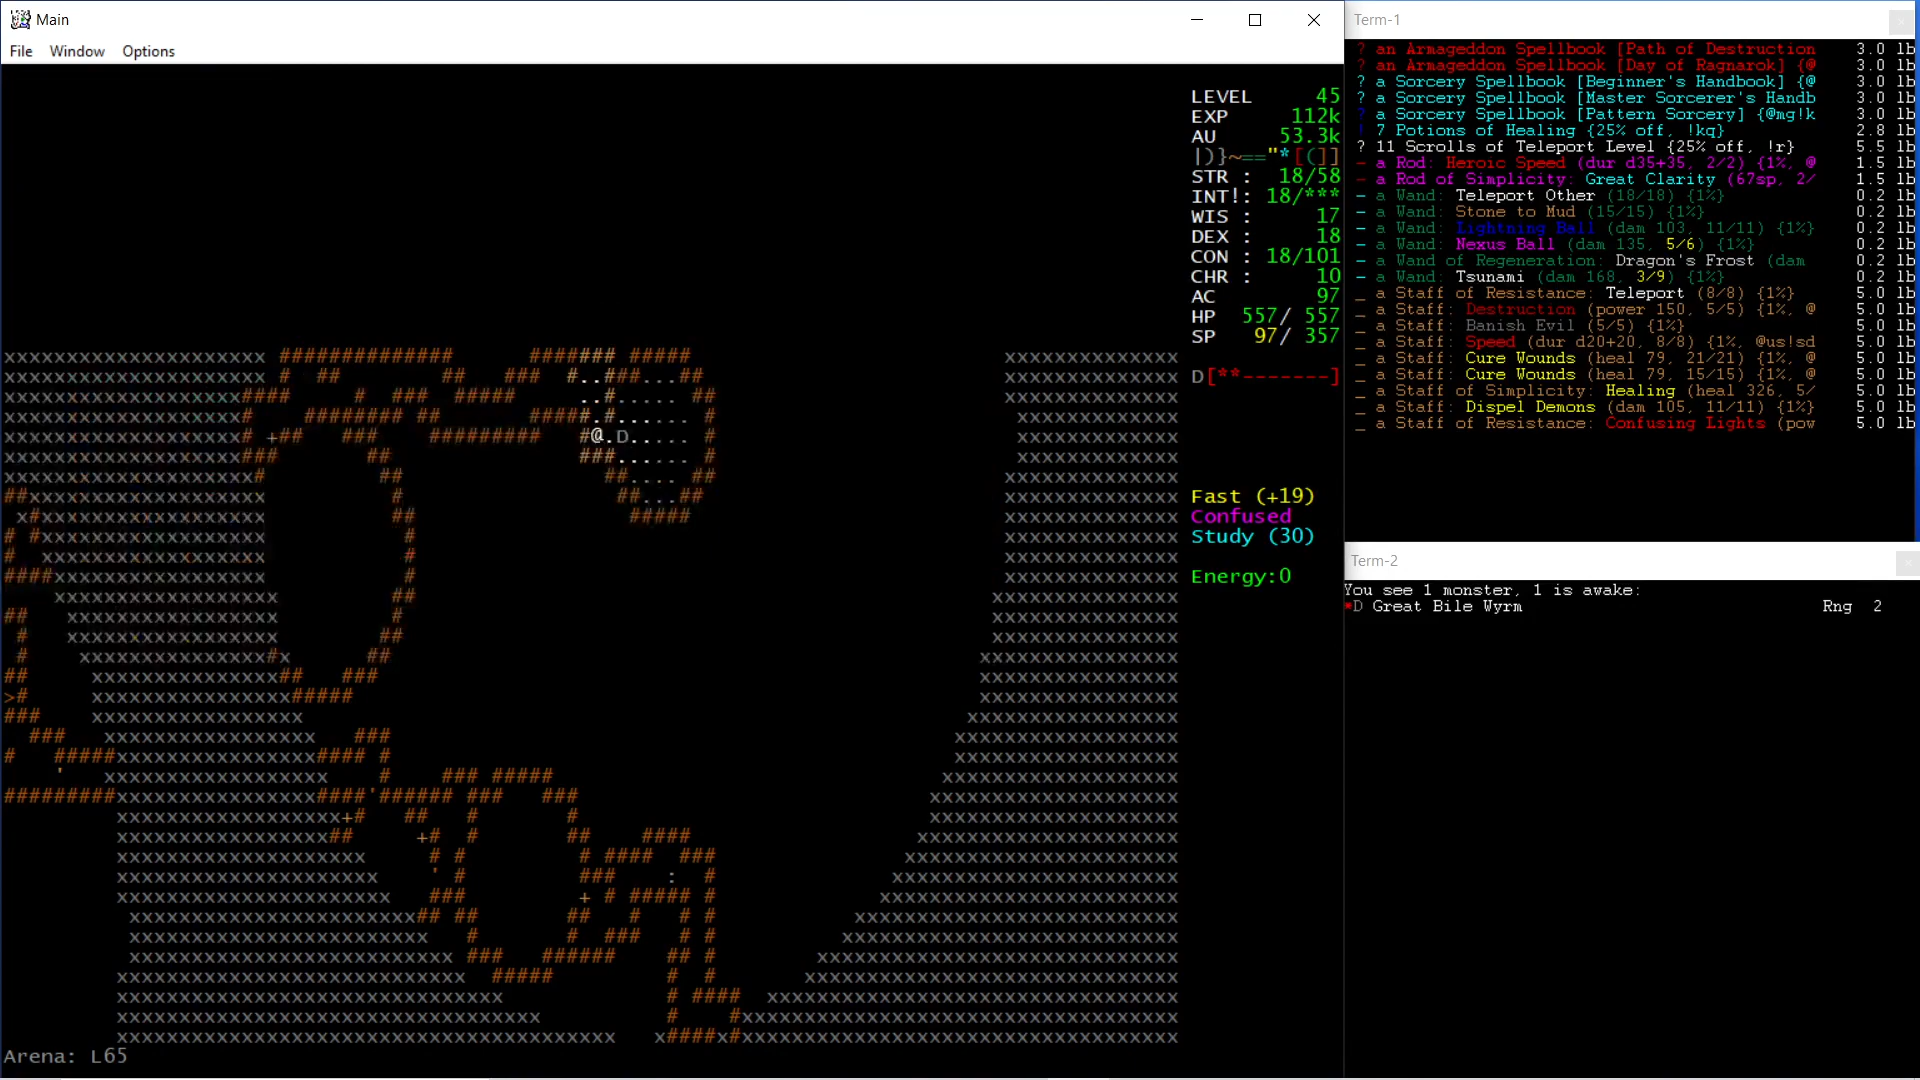 Main
File Window Options
LEVEL 45
EXP 112k
AU 53.3k
|)}~=="*[(]]
STR : 18/58
INT!: 18/***
WIS : 17
DEX : 18
CON : 18/101
CHR : 10
AC 97
HP 557/ 557
SP 97/ 357
D[**-------]
Fast (+19)
Confused
Study (30)
Energy:0
Arena: L65
Term-1
? an Armageddon Spellbook [Path of Destruction 3.0 lb
? an Armageddon Spellbook [Day of Ragnarok] {@ 3.0 lb
? a Sorcery Spellbook [Beginner's Handbook] {@ 3.0 lb
? a Sorcery Spellbook [Master Sorcerer's Handb 3.0 lb
? a Sorcery Spellbook [Pattern Sorcery] {@mg!k 3.0 lb
! 7 Potions of Healing {25% off, !kq} 2.8 lb
? 11 Scrolls of Teleport Level {25% off, !r} 5.5 lb
- a Rod: Heroic Speed (dur d35+35, 2/2) {1%, @ 1.5 lb
- a Rod of Simplicity: Great Clarity (67sp, 2/ 1.5 lb
- a Wand: Teleport Other (18/18) {1%} 0.2 lb
- a Wand: Stone to Mud (15/15) {1%} 0.2 lb
- a Wand: Lightning Ball (dam 103, 11/11) {1%} 0.2 lb
- a Wand: Nexus Ball (dam 135, 5/6) {1%} 0.2 lb
- a Wand of Regeneration: Dragon's Frost (dam 0.2 lb
- a Wand: Tsunami (dam 168, 3/9) {1%} 0.2 lb
_ a Staff of Resistance: Teleport (8/8) {1%} 5.0 lb
_ a Staff: Destruction (power 150, 5/5) {1%, @ 5.0 lb
_ a Staff: Banish Evil (5/5) {1%} 5.0 lb
_ a Staff: Speed (dur d20+20, 8/8) {1%, @us!sd 5.0 lb
_ a Staff: Cure Wounds (heal 79, 21/21) {1%, @ 5.0 lb
_ a Staff: Cure Wounds (heal 79, 15/15) {1%, @ 5.0 lb
_ a Staff of Simplicity: Healing (heal 326, 5/ 5.0 lb
_ a Staff: Dispel Demons (dam 105, 11/11) {1%} 5.0 lb
_ a Staff of Resistance: Confusing Lights (pow 5.0 lb
Term-2
You see 1 monster, 1 is awake:
*D Great Bile Wyrm Rng 2